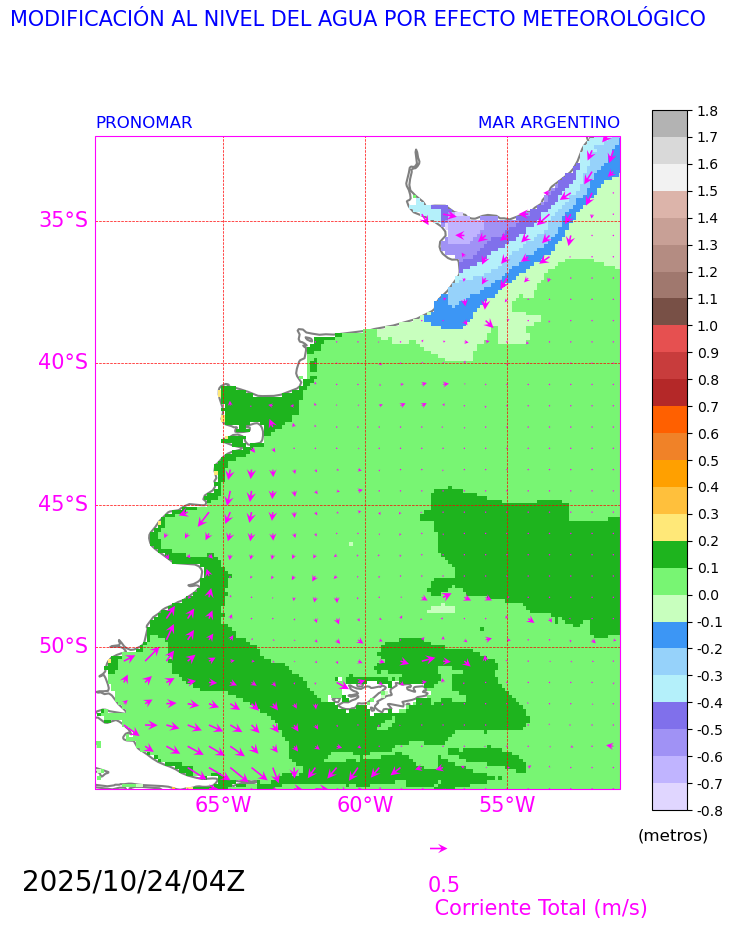 MODIFICACIÓN AL NIVEL DEL AGUA POR EFECTO METEOROLÓGICO
PRONOMAR MAR ARGENTINO
35°S
40°S
45°S
50°S
65°W 60°W 55°W
1.8
1.7
1.6
1.5
1.4
1.3
1.2
1.1
1.0
0.9
0.8
0.7
0.6
0.5
0.4
0.3
0.2
0.1
0.0
-0.1
-0.2
-0.3
-0.4
-0.5
-0.6
-0.7
-0.8
(metros)
2025/10/24/04Z
0.5
Corriente Total (m/s)